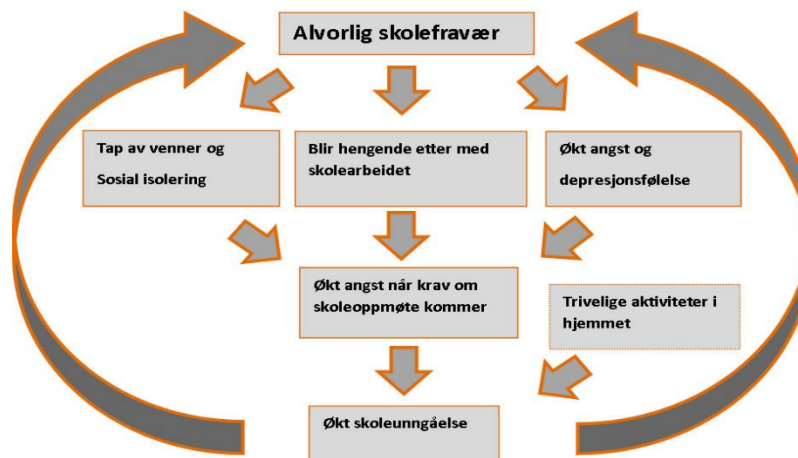 Alvorlig skolefravær
Tap av venner og
Sosial isolering
Blir hengende etter med
skolearbeidet
Økt angst og
depresjonsfølelse
Økt angst når krav om
skoleoppmøte kommer
Trivelige aktiviteter i
hjemmet
Økt skoleunngåelse